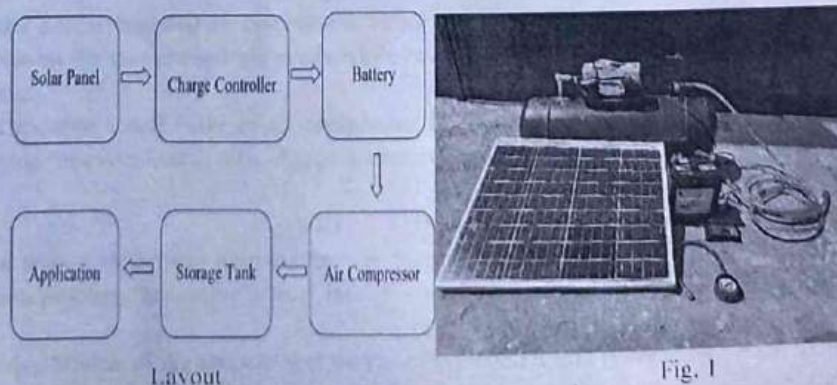 Solar Panel
Charge Controller
Battery
Application
Storage Tank
Air Compressor
Layout
Fig. 1